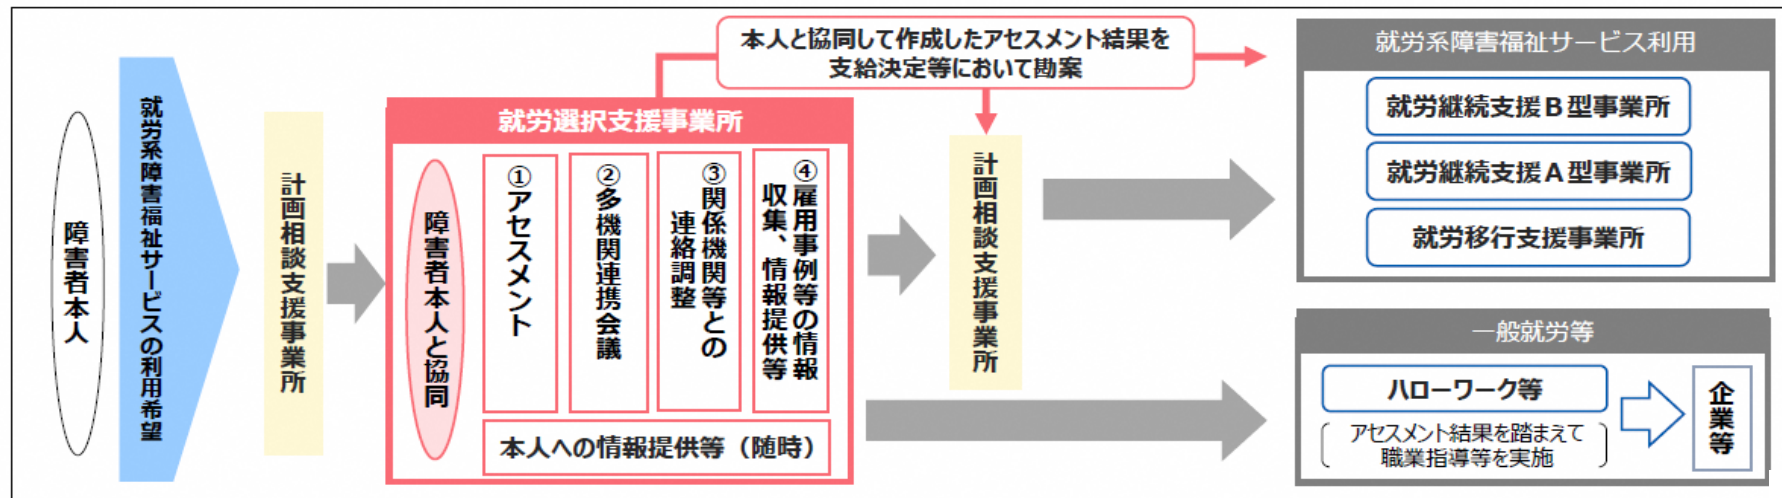 障害者本人
就労系障害福祉サービスの利用希望
計画相談支援事業所
就労選択支援事業所
障害者本人と協同
①アセスメント
②多機関連携会議
③関係機関等との
連絡調整
④雇用事例等の情報
収集、情報提供等
本人への情報提供等（随時）
本人と協同して作成したアセスメント結果を
支給決定等において勘案
計画相談支援事業所
就労系障害福祉サービス利用
就労継続支援Ｂ型事業所
就労継続支援Ａ型事業所
就労移行支援事業所
一般就労等
ハローワーク等
アセスメント結果を踏まえて
職業指導等を実施
企業等